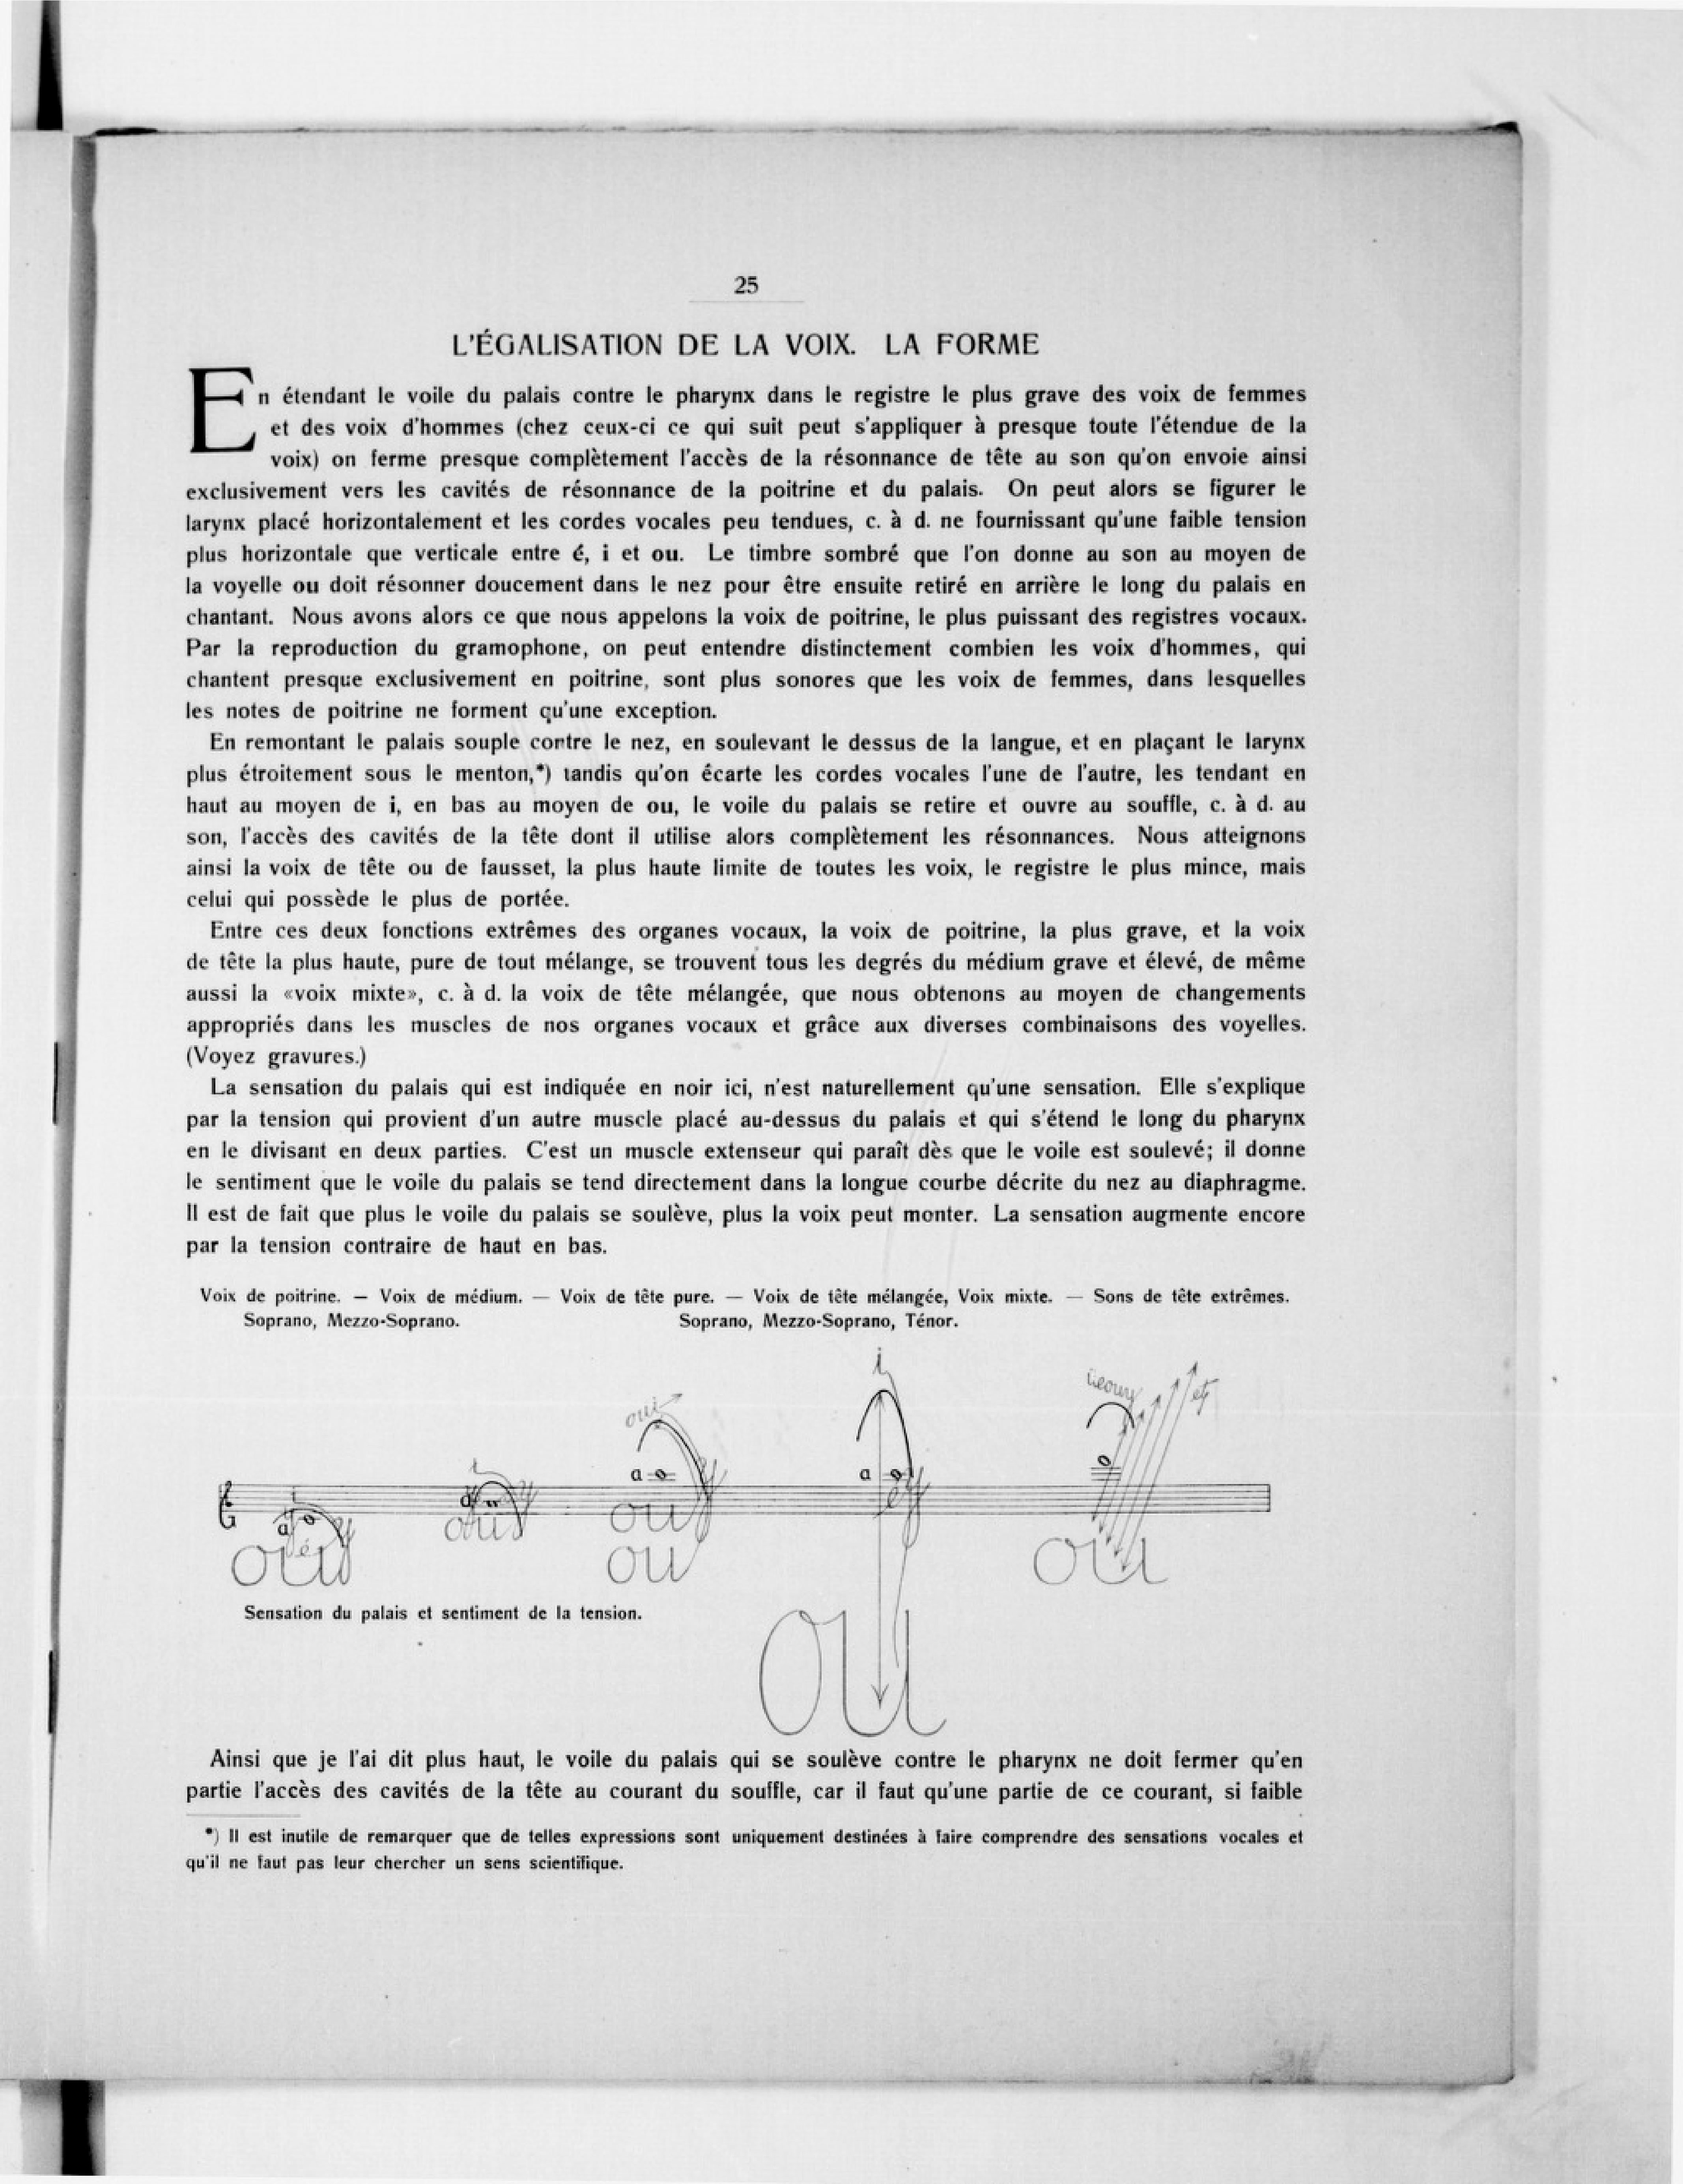 25
L'ÉGALISATION DE LA VOIX. LA FORME
En étendant le voile du palais contre le pharynx dans le registre le plus grave des voix de femmes
et des voix d'hommes (chez ceux-ci ce qui suit peut s'appliquer à presque toute l'étendue de la
voix) on ferme presque complètement l'accès de la résonnance de tête au son qu'on envoie ainsi
exclusivement vers les cavités de résonnance de la poitrine et du palais. On peut alors se figurer le
larynx placé horizontalement et les cordes vocales peu tendues, c. à d. ne fournissant qu'une faible tension
plus horizontale que verticale entre é, i et ou. Le timbre sombré que l'on donne au son au moyen de
la voyelle ou doit résonner doucement dans le nez pour être ensuite retiré en arrière le long du palais en
chantant. Nous avons alors ce que nous appelons la voix de poitrine, le plus puissant des registres vocaux.
Par la reproduction du gramophone, on peut entendre distinctement combien les voix d'hommes, qui
chantent presque exclusivement en poitrine, sont plus sonores que les voix de femmes, dans lesquelles
les notes de poitrine ne forment qu'une exception.
En remontant le palais souple contre le nez, en soulevant le dessus de la langue, et en plaçant le larynx
plus étroitement sous le menton,*) tandis qu'on écarte les cordes vocales l'une de l'autre, les tendant en
haut au moyen de i, en bas au moyen de ou, le voile du palais se retire et ouvre au souffle, c. à d. au
son, l'accès des cavités de la tête dont il utilise alors complètement les résonnances. Nous atteignons
ainsi la voix de tête ou de fausset, la plus haute limite de toutes les voix, le registre le plus mince, mais
celui qui possède le plus de portée.
Entre ces deux fonctions extrêmes des organes vocaux, la voix de poitrine, la plus grave, et la voix
de tête la plus haute, pure de tout mélange, se trouvent tous les degrés du médium grave et élevé, de même
aussi la «voix mixte», c. à d. la voix de tête mélangée, que nous obtenons au moyen de changements
appropriés dans les muscles de nos organes vocaux et grâce aux diverses combinaisons des voyelles.
(Voyez gravures.)
La sensation du palais qui est indiquée en noir ici, n'est naturellement qu'une sensation. Elle s'explique
par la tension qui provient d'un autre muscle placé au-dessus du palais et qui s'étend le long du pharynx
en le divisant en deux parties. C'est un muscle extenseur qui paraît dès que le voile est soulevé; il donne
le sentiment que le voile du palais se tend directement dans la longue courbe décrite du nez au diaphragme.
Il est de fait que plus le voile du palais se soulève, plus la voix peut monter. La sensation augmente encore
par la tension contraire de haut en bas.
Voix de poitrine. — Voix de médium. — Voix de tête pure. — Voix de tête mélangée, Voix mixte. — Sons de tête extrêmes.
Soprano, Mezzo-Soprano. Soprano, Mezzo-Soprano, Ténor.
i
oui
a a
a
é
ou ou ou
ou ou
Sensation du palais et sentiment de la tension.
ou
Ainsi que je l'ai dit plus haut, le voile du palais qui se soulève contre le pharynx ne doit fermer qu'en
partie l'accès des cavités de la tête au courant du souffle, car il faut qu'une partie de ce courant, si faible
*) Il est inutile de remarquer que de telles expressions sont uniquement destinées à faire comprendre des sensations vocales et
qu'il ne faut pas leur chercher un sens scientifique.